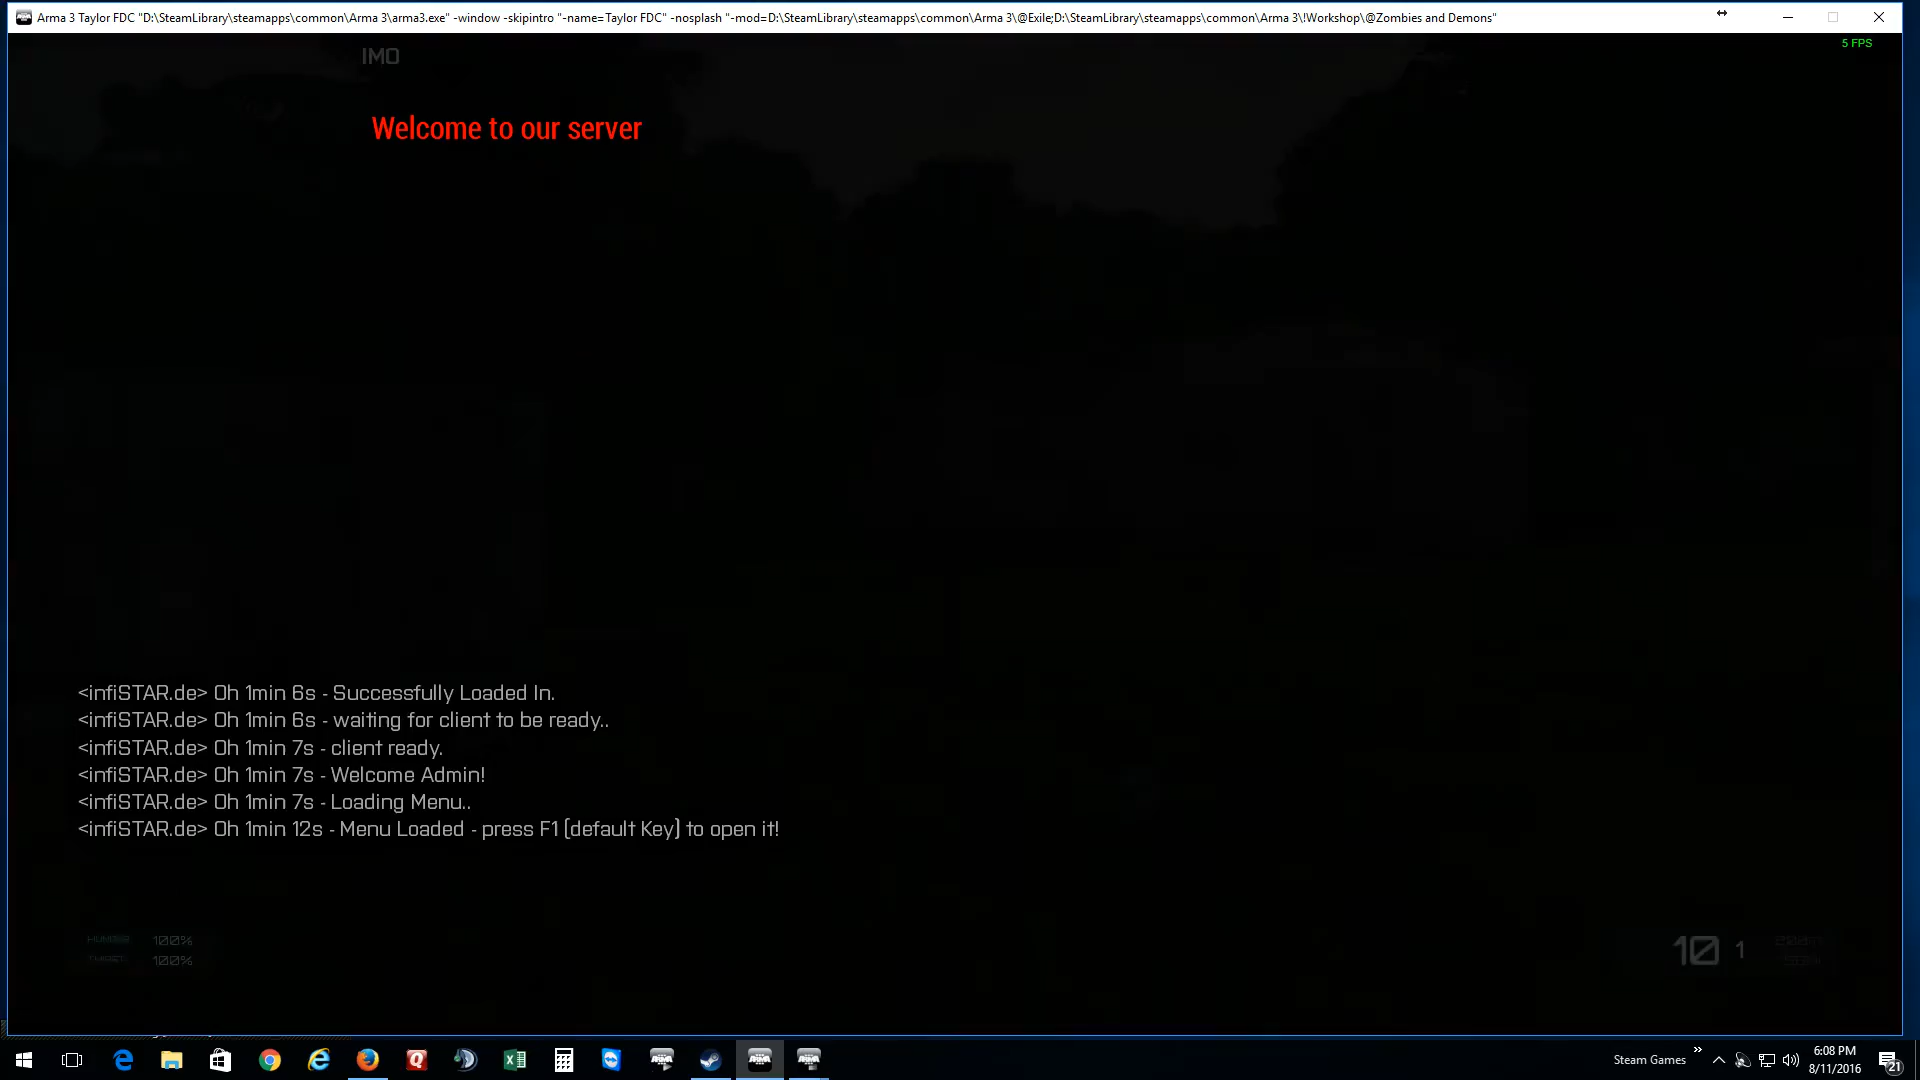 Arma 3 Taylor FDC "D:\SteamLibrary\steamapps\common\Arma 3\arma3.exe" -window -skipintro "-name=Taylor FDC" -nosplash "-mod=D:\SteamLibrary\steamapps\common\Arma 3\@Exile;D:\SteamLibrary\steamapps\common\Arma 3\!Workshop\@Zombies and Demons"
5 FPS
IMO
Welcome to our server
<infiSTAR.de> 0h 1min 6s - Successfully Loaded In.
<infiSTAR.de> 0h 1min 6s - waiting for client to be ready..
<infiSTAR.de> 0h 1min 7s - client ready.
<infiSTAR.de> 0h 1min 7s - Welcome Admin!
<infiSTAR.de> 0h 1min 7s - Loading Menu..
<infiSTAR.de> 0h 1min 12s - Menu Loaded - press F1 (default Key) to open it!
100%
100%
10 1
Steam Games
6:08 PM
8/11/2016
21